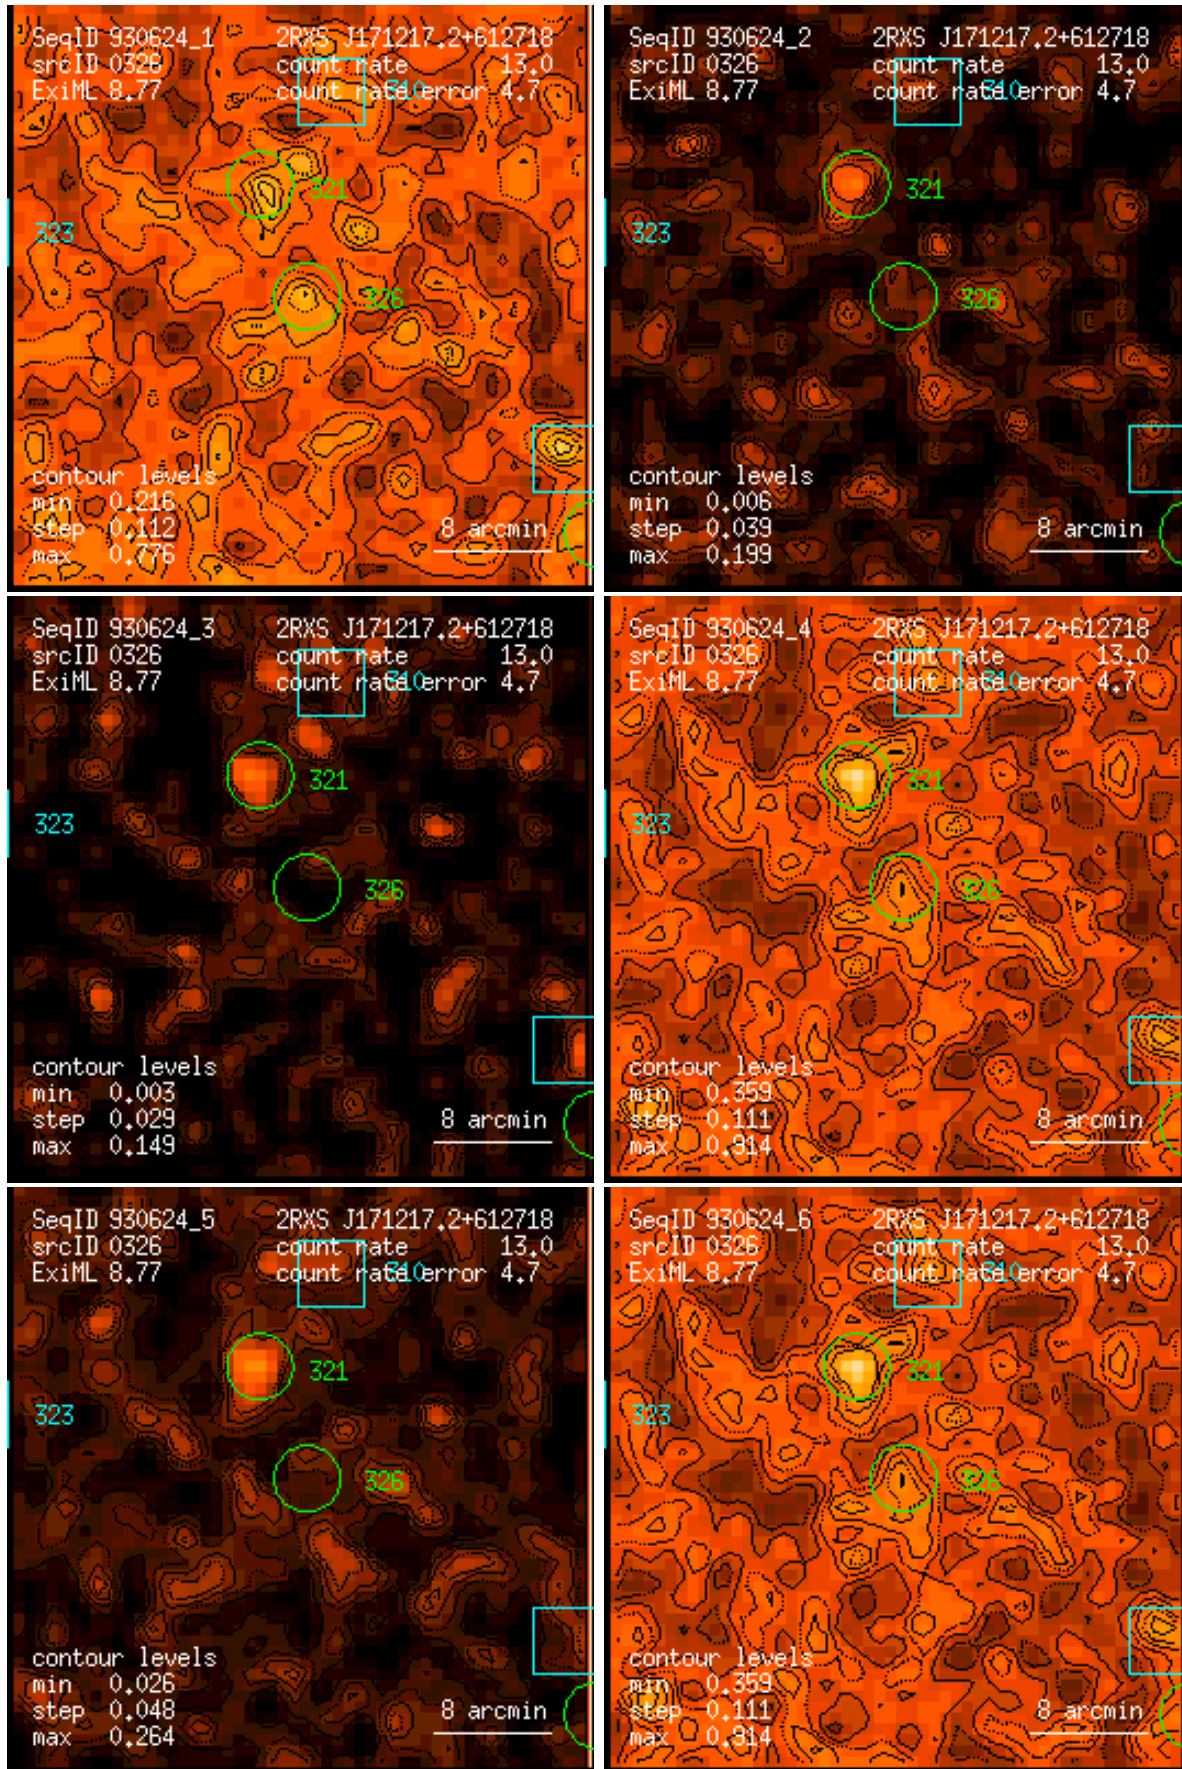 SeqID 930624_1 2RXS J171217.2+612718
srcID 0326 count rate 13.0
ExiML 8.77 count rate error 4.7
310
321
323
326
contour levels
min 0.216
step 0.112 8 arcmin
max 0.776
SeqID 930624_2 2RXS J171217.2+612718
srcID 0326 count rate 13.0
ExiML 8.77 count rate error 4.7
310
321
323
326
contour levels
min 0.006
step 0.039 8 arcmin
max 0.199
SeqID 930624_3 2RXS J171217.2+612718
srcID 0326 count rate 13.0
ExiML 8.77 count rate error 4.7
310
321
323
326
contour levels
min 0.003
step 0.029 8 arcmin
max 0.149
SeqID 930624_4 2RXS J171217.2+612718
srcID 0326 count rate 13.0
ExiML 8.77 count rate error 4.7
310
321
323
326
contour levels
min 0.359
step 0.111 8 arcmin
max 0.914
SeqID 930624_5 2RXS J171217.2+612718
srcID 0326 count rate 13.0
ExiML 8.77 count rate error 4.7
310
321
323
326
contour levels
min 0.026
step 0.048 8 arcmin
max 0.264
SeqID 930624_6 2RXS J171217.2+612718
srcID 0326 count rate 13.0
ExiML 8.77 count rate error 4.7
310
321
323
326
contour levels
min 0.359
step 0.111 8 arcmin
max 0.914